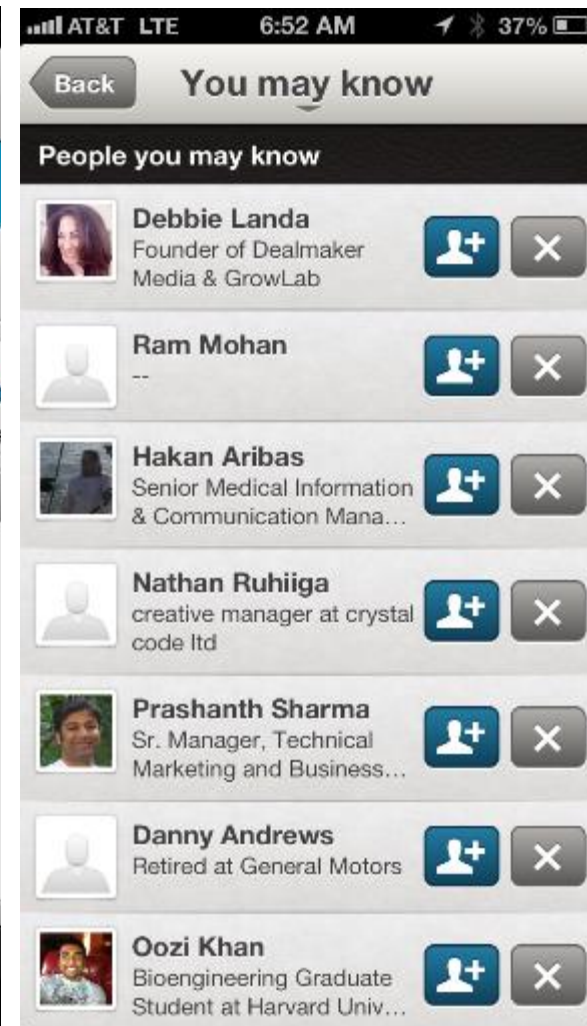 AT&T LTE 6:52 AM 37%
Back You may know
People you may know
Debbie Landa
Founder of Dealmaker
Media & GrowLab
Ram Mohan
--
Hakan Aribas
Senior Medical Information
& Communication Mana...
Nathan Ruhiiga
creative manager at crystal
code ltd
Prashanth Sharma
Sr. Manager, Technical
Marketing and Business...
Danny Andrews
Retired at General Motors
Oozi Khan
Bioengineering Graduate
Student at Harvard Univ...